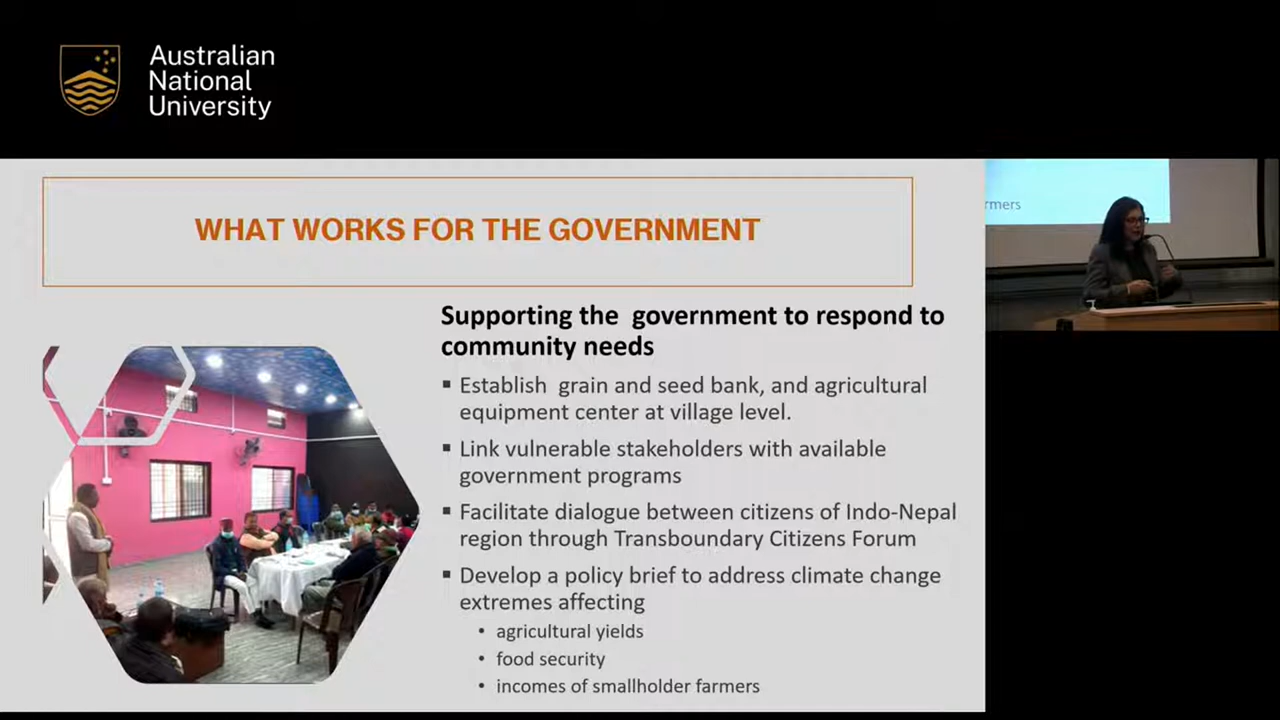 Australian
National
University
WHAT WORKS FOR THE GOVERNMENT
rmers
Supporting the government to respond to
community needs
▪ Establish grain and seed bank, and agricultural
equipment center at village level.
▪ Link vulnerable stakeholders with available
government programs
▪ Facilitate dialogue between citizens of Indo-Nepal
region through Transboundary Citizens Forum
▪ Develop a policy brief to address climate change
extremes affecting
• agricultural yields
• food security
• incomes of smallholder farmers